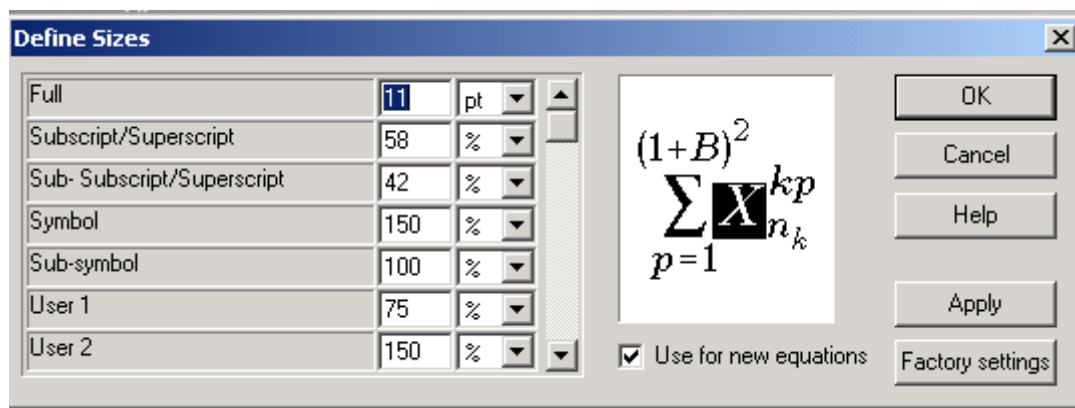 Define Sizes
Full 11 pt
Subscript/Superscript 58 %
Sub- Subscript/Superscript 42 %
Symbol 150 %
Sub-symbol 100 %
User 1 75 %
User 2 150 %
(1+B)²
∑ X kp
n k
p=1
Use for new equations
OK
Cancel
Help
Apply
Factory settings